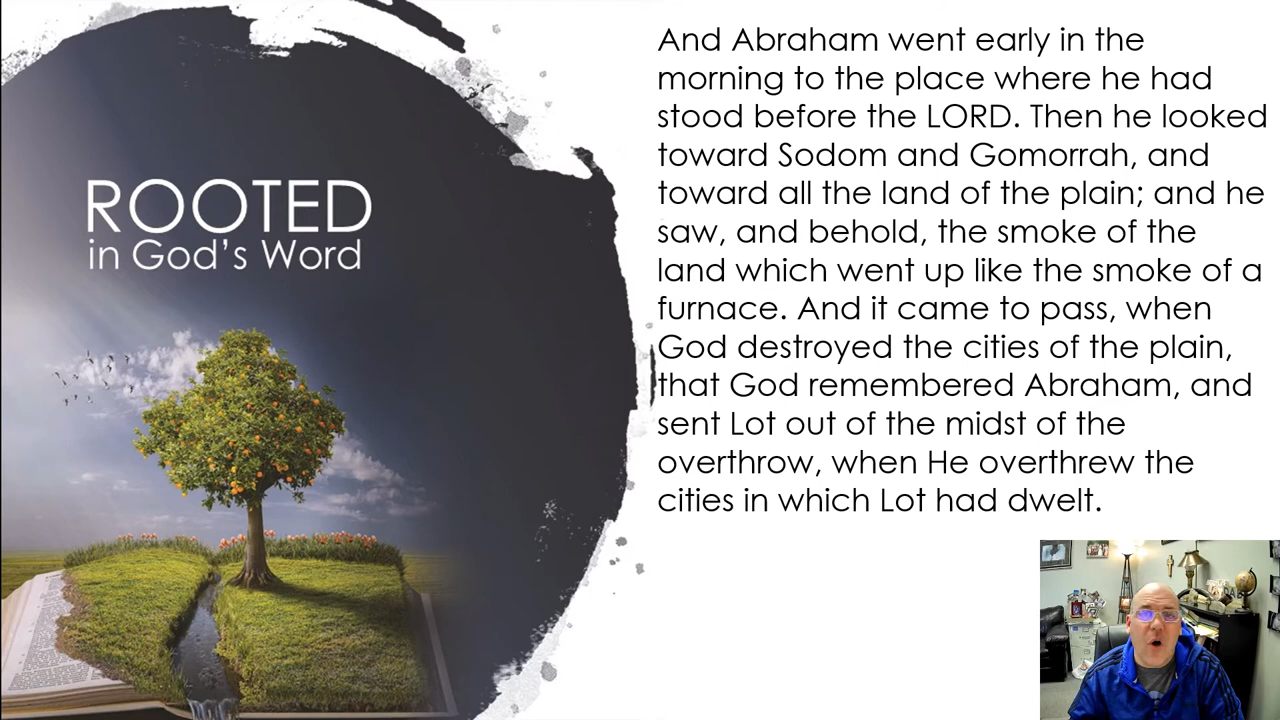 ROOTED
in God's Word
And Abraham went early in the
morning to the place where he had
stood before the LORD. Then he looked
toward Sodom and Gomorrah, and
toward all the land of the plain; and he
saw, and behold, the smoke of the
land which went up like the smoke of a
furnace. And it came to pass, when
God destroyed the cities of the plain,
that God remembered Abraham, and
sent Lot out of the midst of the
overthrow, when He overthrew the
cities in which Lot had dwelt.